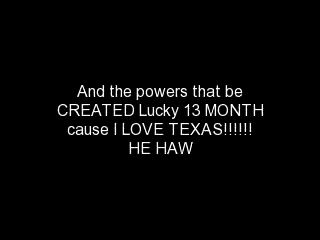 And the powers that be
CREATED Lucky 13 MONTH
cause I LOVE TEXAS!!!!!!
HE HAW